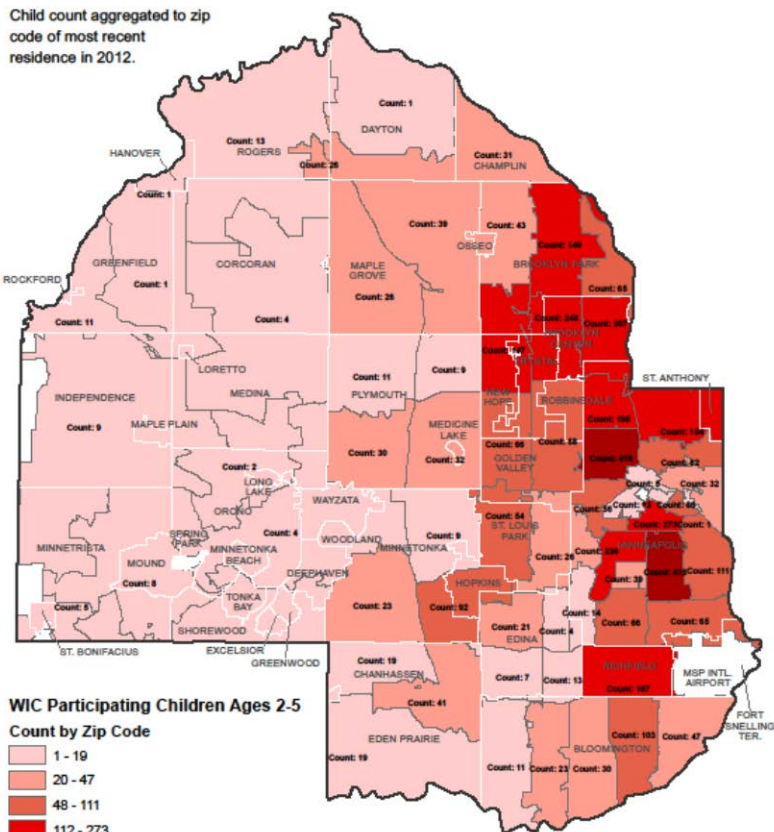 Child count aggregated to zip
code of most recent
residence in 2012.
Count: 1
DAYTON
Count: 13
ROGERS
HANOVER
Count: 31
CHAMPLIN
Count: 1
Count: 39
Count: 43
OSSEO
BROOKLYN PARK
GREENFIELD
CORCORAN
MAPLE
GROVE
Count: 65
ROCKFORD
Count: 1
Count: 26
Count: 11
Count: 4
LORETTO
Count: 11
Count: 9
ST. ANTHONY
INDEPENDENCE
MEDINA
PLYMOUTH
NEW
HOPE
ROBBINSDALE
Count: 9
MAPLE PLAIN
MEDICINE
LAKE
Count: 66
GOLDEN
VALLEY
Count: 30
Count: 32
Count: 2
LONG
LAKE
Count: 32
ORONO
WAYZATA
Count: 54
ST. LOUIS
PARK
Count: 4
WOODLAND
Count: 9
MINNETRISTA
SPRING
PARK
MINNETONKA
MINNETONKA
BEACH
MOUND
DEEPHAVEN
Count: 26
MINNEAPOLIS
Count: 111
Count: 8
HOPKINS
Count: 39
Count: 5
TONKA
BAY
Count: 23
Count: 92
Count: 14
SHOREWOOD
Count: 21
EDINA
Count: 4
Count: 66
Count: 65
ST. BONIFACIUS
EXCELSIOR
GREENWOOD
Count: 19
CHANHASSEN
Count: 7
Count: 13
RICHFIELD
MSP INTL.
AIRPORT
Count: 41
FORT
SNELLING
TER.
EDEN PRAIRIE
Count: 103
Count: 47
BLOOMINGTON
Count: 19
Count: 11
Count: 23
Count: 30
WIC Participating Children Ages 2-5
Count by Zip Code
1 - 19
20 - 47
48 - 111
112 - 273